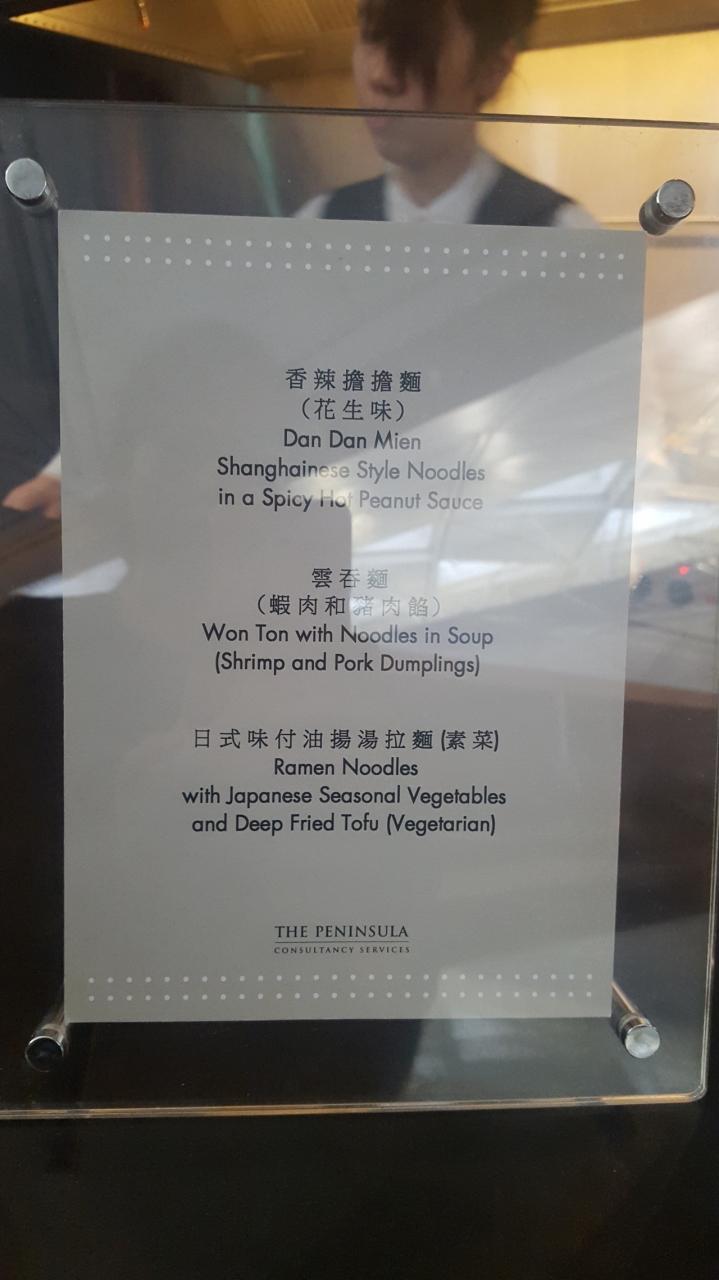 香辣擔擔麵
（花生味）
Dan Dan Mien
Shanghainese Style Noodles
in a Spicy Hot Peanut Sauce
雲吞麵
（蝦肉和豬肉餡）
Won Ton with Noodles in Soup
(Shrimp and Pork Dumplings)
日式味付油揚湯拉麵 (素菜)
Ramen Noodles
with Japanese Seasonal Vegetables
and Deep Fried Tofu (Vegetarian)
THE PENINSULA
CONSULTANCY SERVICES